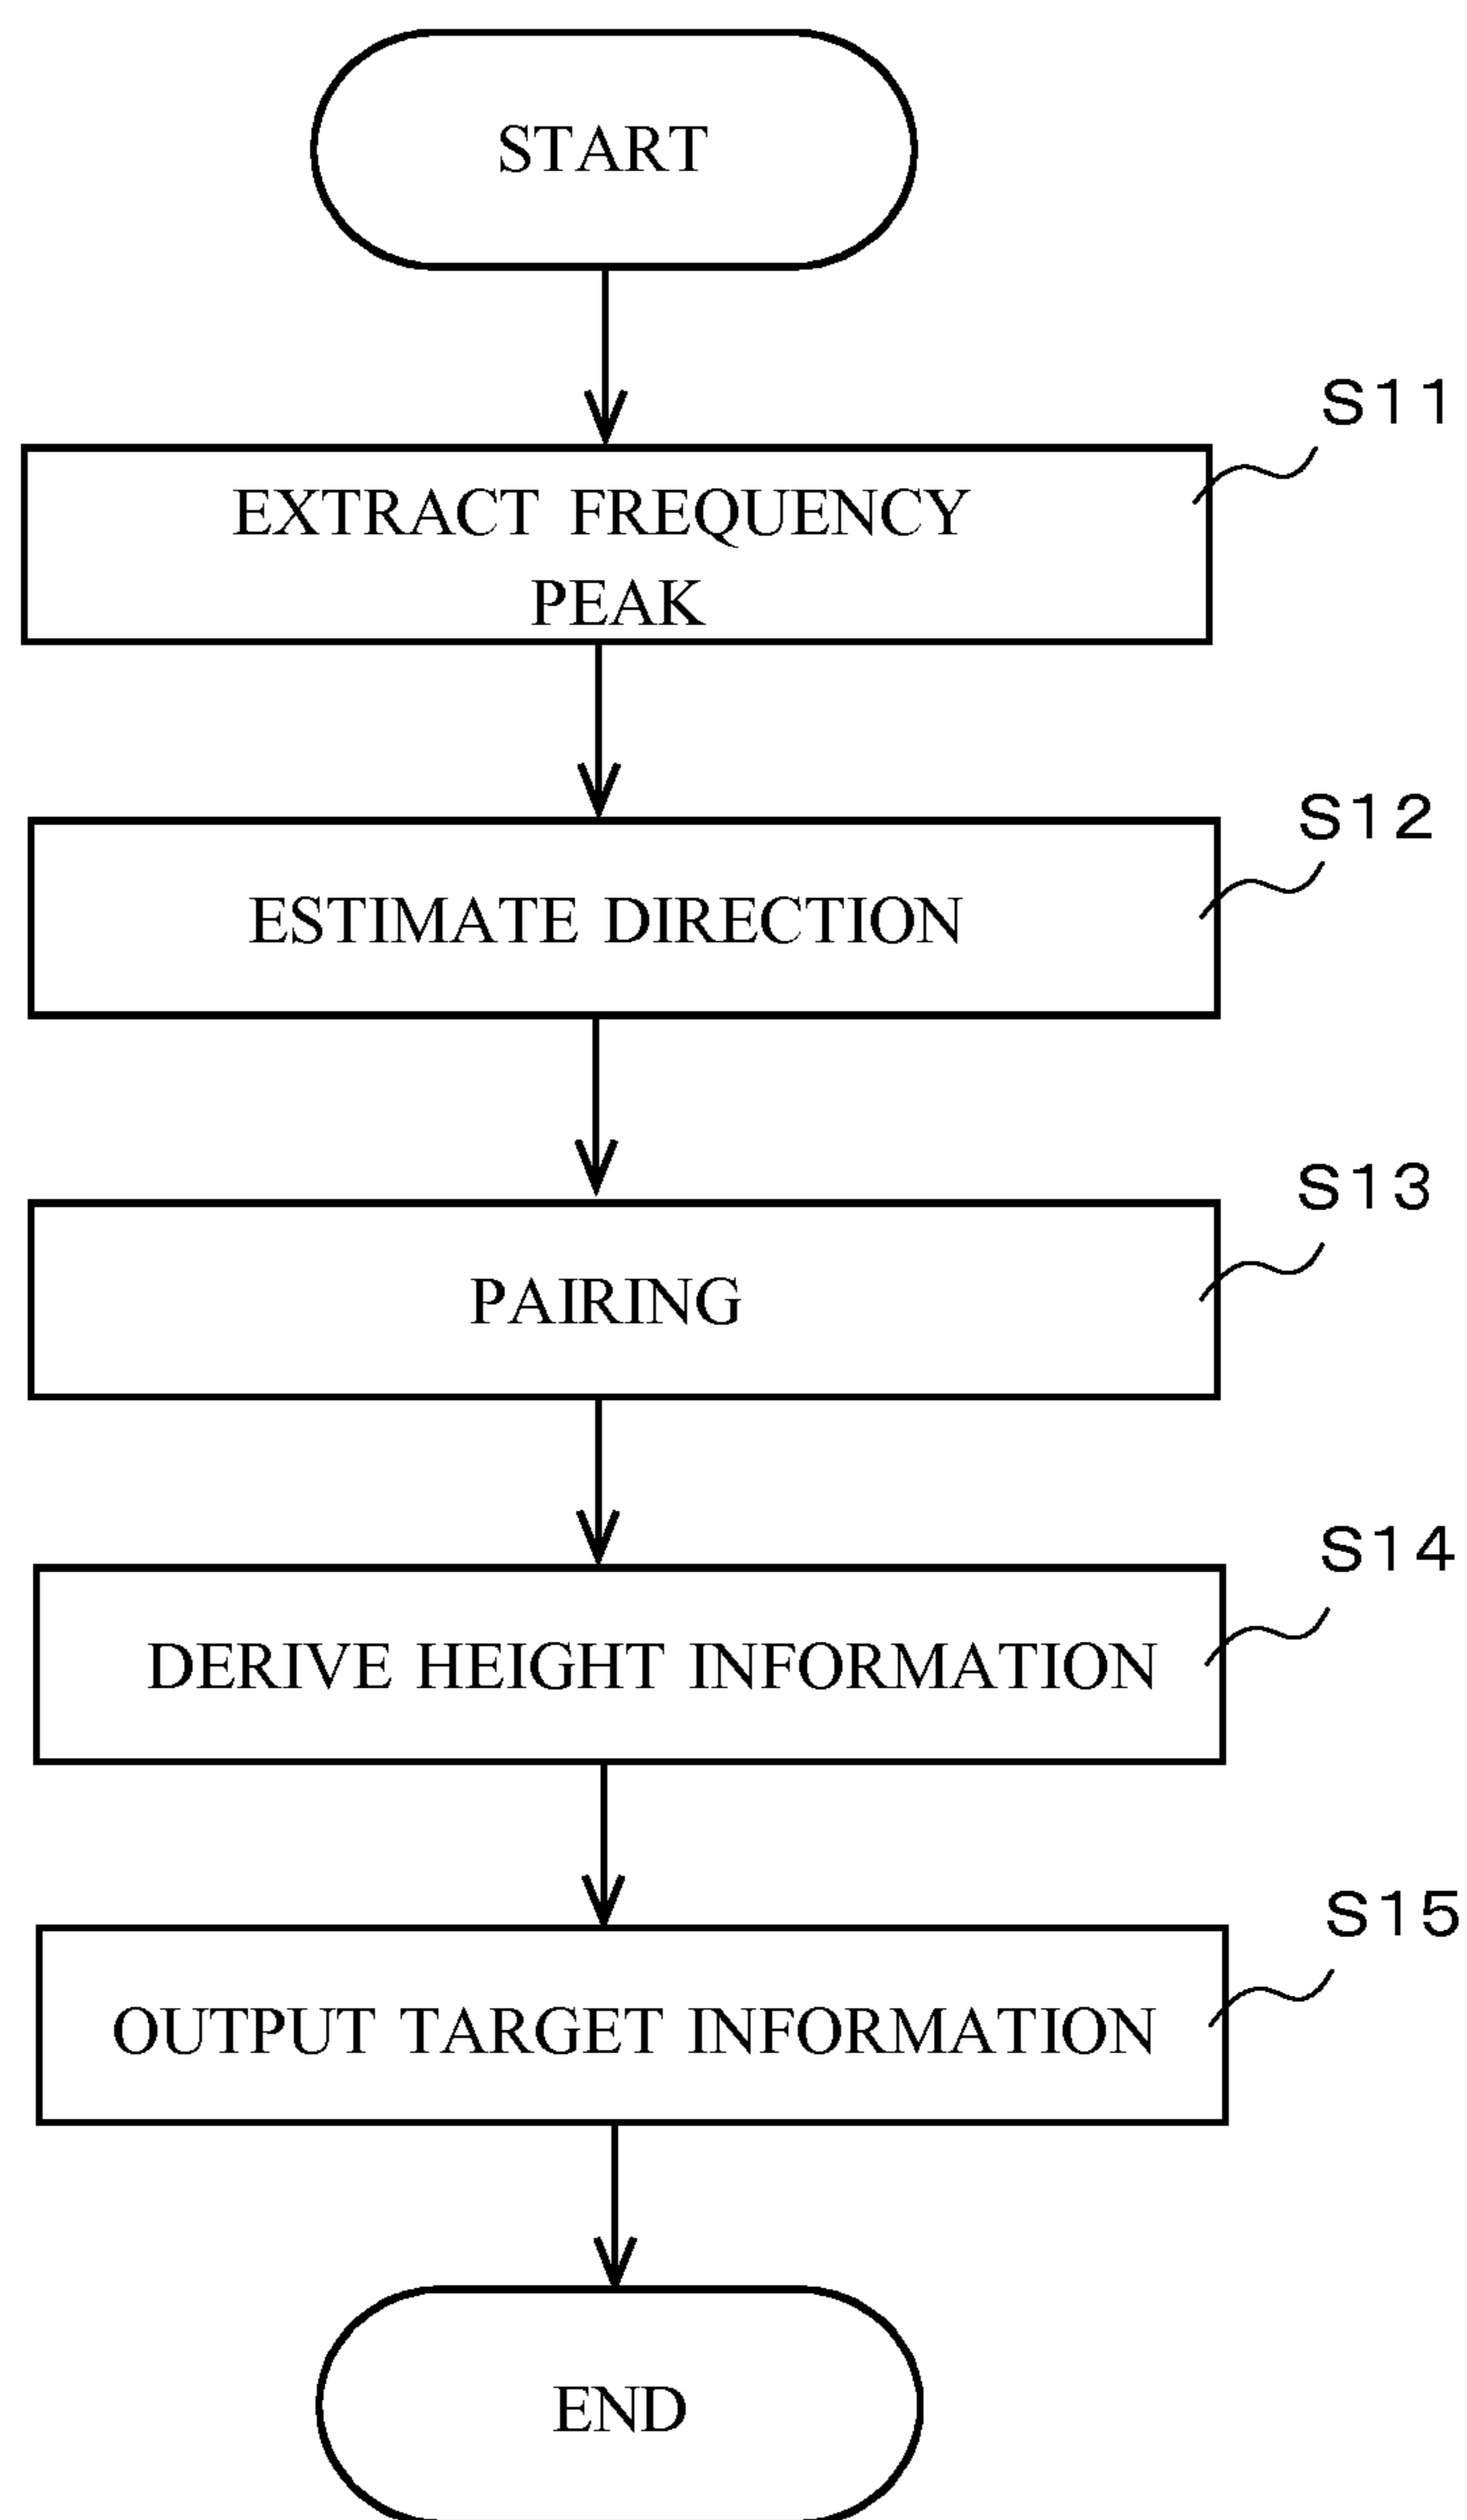 START
S11
EXTRACT FREQUENCY
PEAK
S12
ESTIMATE DIRECTION
S13
PAIRING
S14
DERIVE HEIGHT INFORMATION
S15
OUTPUT TARGET INFORMATION
END